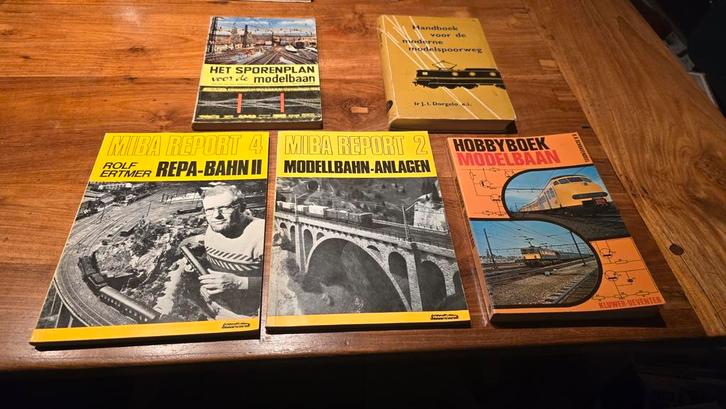 HET SPORENPLAN
voor de modelbaan
Handboek
voor de
moderne
modelspoorweg
ir J. I. Dorgelo e.i.
MIBA REPORT 4
ROLF
ERTMER
REPA-BAHN II
MIBA REPORT 2
MODELLBAHN-ANLAGEN
HOBBYBOEK
MODELBAAN
KLUWER-DEVENTER